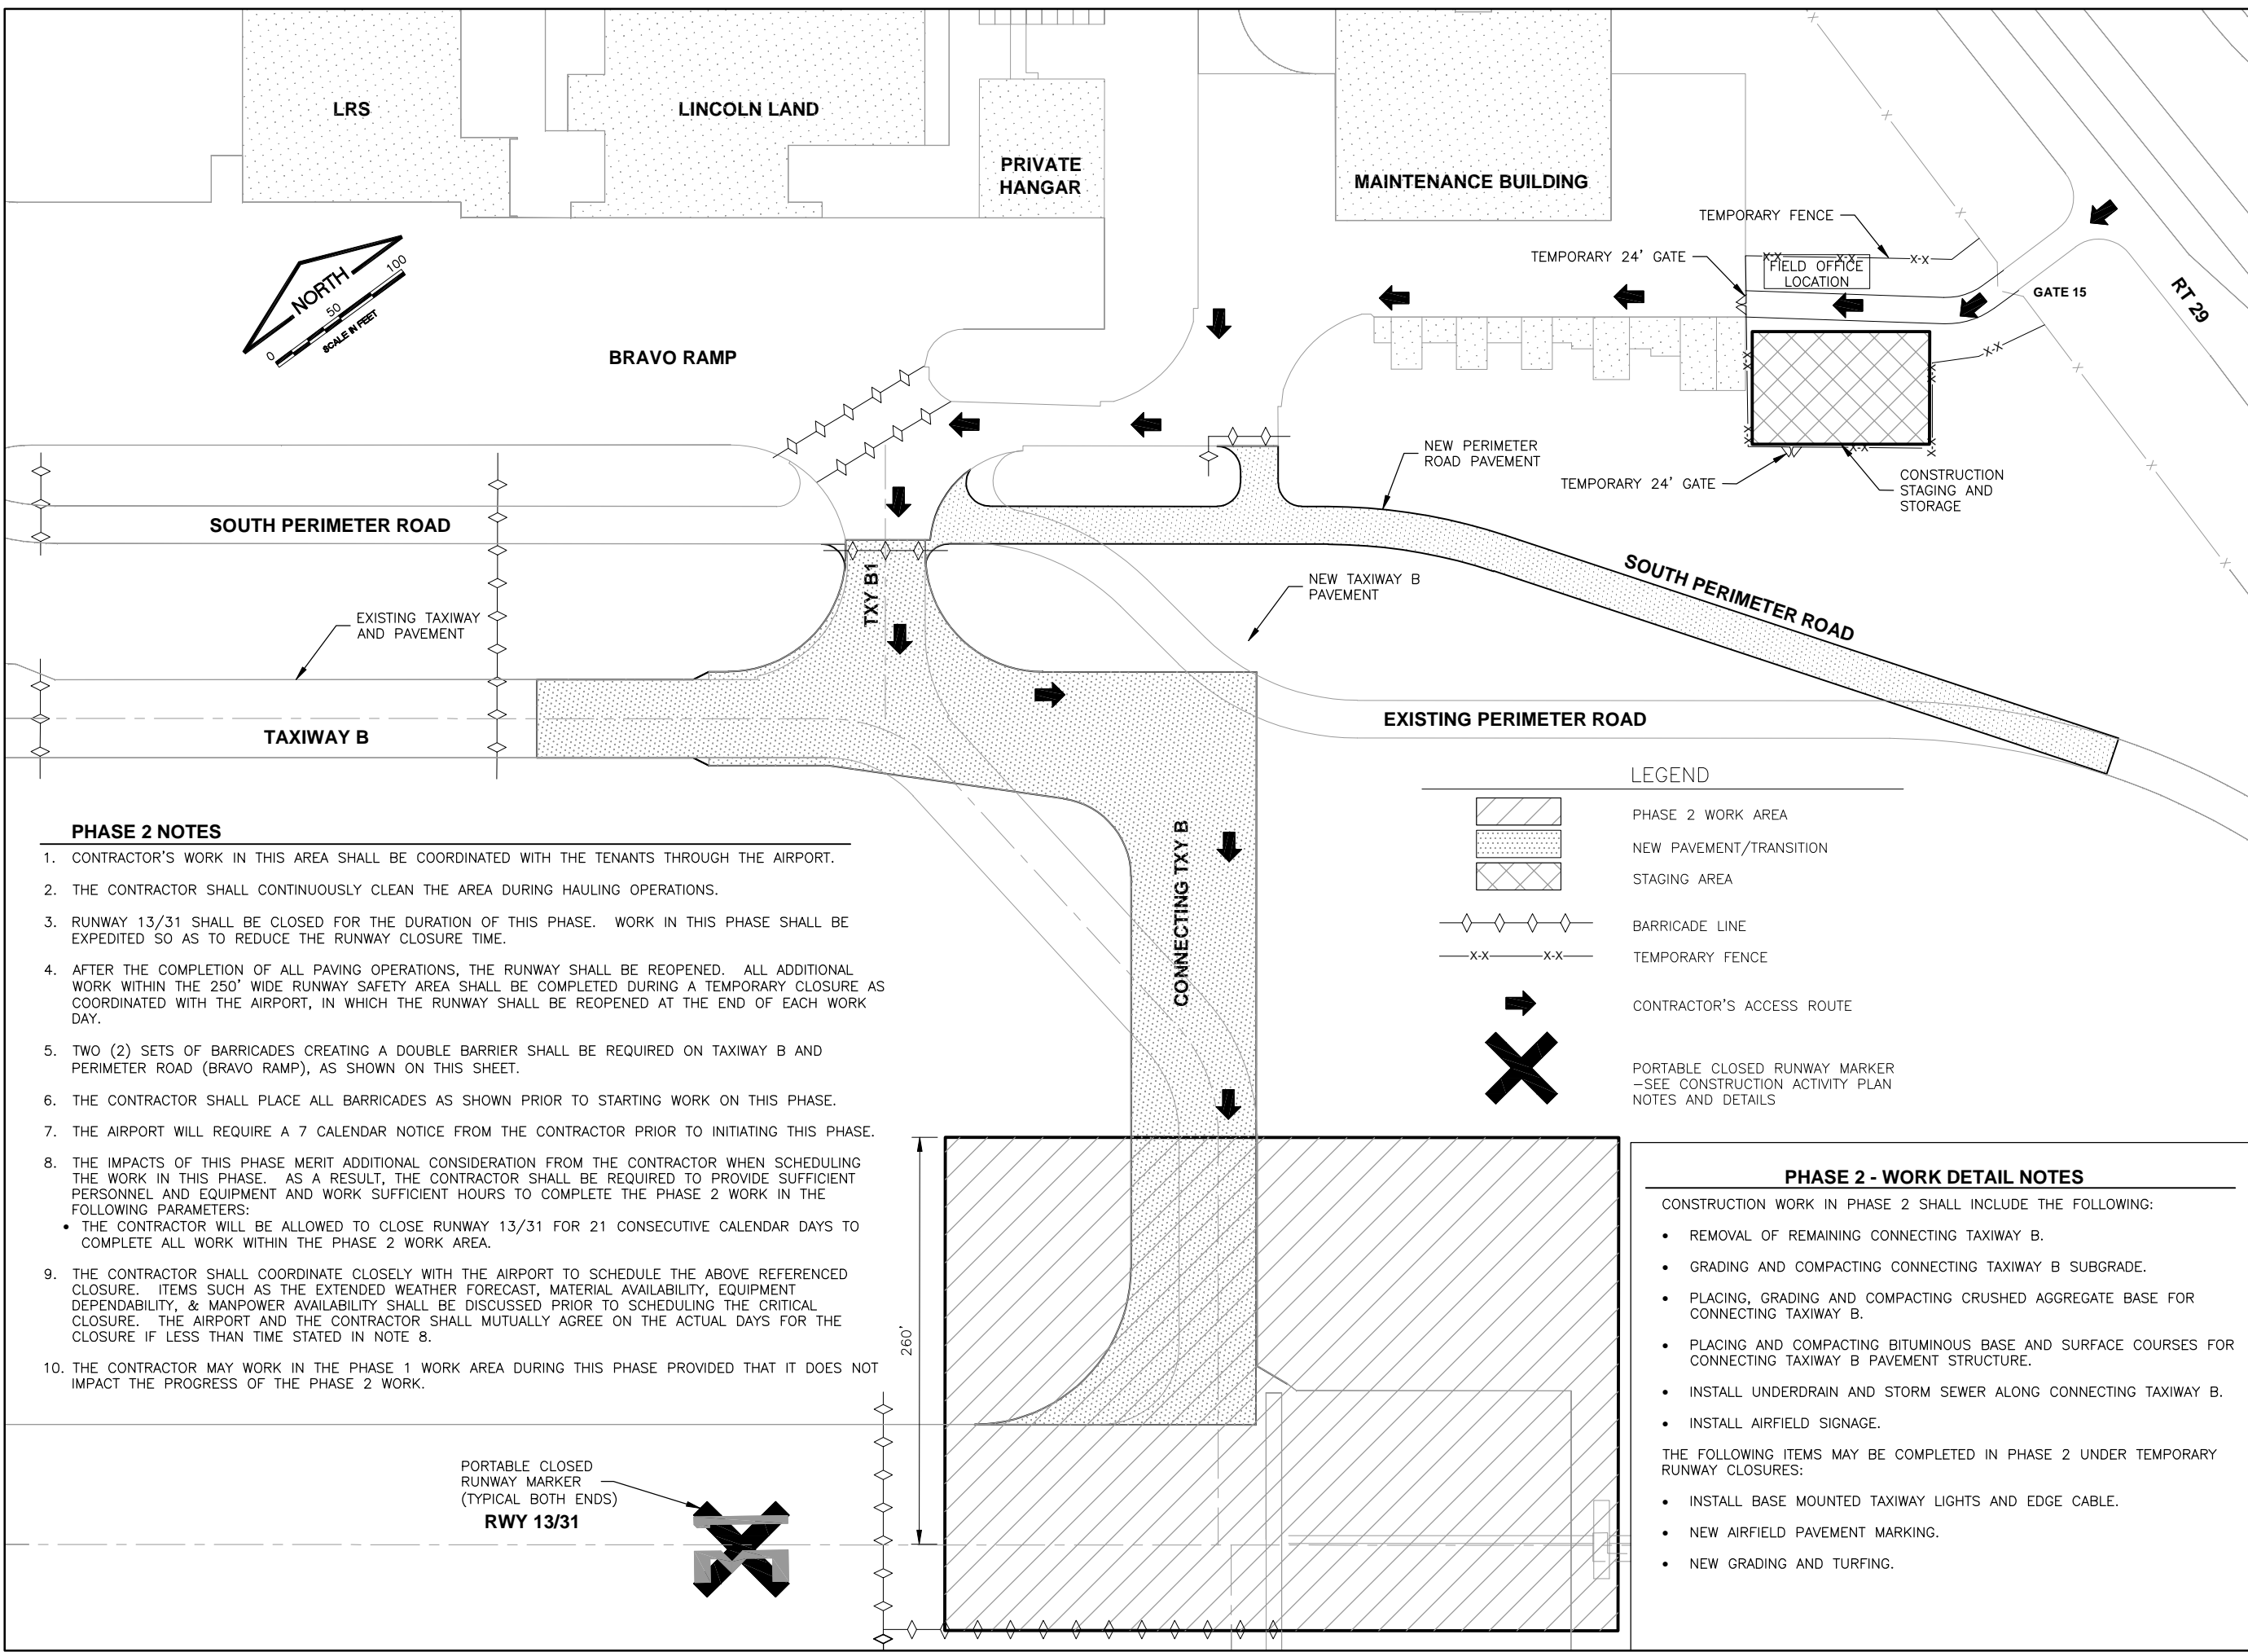 LRS
LINCOLN LAND
PRIVATE
HANGAR
MAINTENANCE BUILDING
TEMPORARY FENCE
TEMPORARY 24' GATE
FIELD OFFICE
LOCATION
GATE 15
RT 29
NORTH
0
50
100
SCALE IN FEET
BRAVO RAMP
NEW PERIMETER
ROAD PAVEMENT
TEMPORARY 24' GATE
CONSTRUCTION
STAGING AND
STORAGE
SOUTH PERIMETER ROAD
TXY B1
NEW TAXIWAY B
PAVEMENT
SOUTH PERIMETER ROAD
EXISTING TAXIWAY
AND PAVEMENT
TAXIWAY B
EXISTING PERIMETER ROAD
CONNECTING TXY B
LEGEND
PHASE 2 WORK AREA
NEW PAVEMENT/TRANSITION
STAGING AREA
BARRICADE LINE
X-X X-X TEMPORARY FENCE
CONTRACTOR'S ACCESS ROUTE
PORTABLE CLOSED RUNWAY MARKER
-SEE CONSTRUCTION ACTIVITY PLAN
NOTES AND DETAILS
PHASE 2 NOTES
1. CONTRACTOR'S WORK IN THIS AREA SHALL BE COORDINATED WITH THE TENANTS THROUGH THE AIRPORT.
2. THE CONTRACTOR SHALL CONTINUOUSLY CLEAN THE AREA DURING HAULING OPERATIONS.
3. RUNWAY 13/31 SHALL BE CLOSED FOR THE DURATION OF THIS PHASE. WORK IN THIS PHASE SHALL BE
EXPEDITED SO AS TO REDUCE THE RUNWAY CLOSURE TIME.
4. AFTER THE COMPLETION OF ALL PAVING OPERATIONS, THE RUNWAY SHALL BE REOPENED. ALL ADDITIONAL
WORK WITHIN THE 250' WIDE RUNWAY SAFETY AREA SHALL BE COMPLETED DURING A TEMPORARY CLOSURE AS
COORDINATED WITH THE AIRPORT, IN WHICH THE RUNWAY SHALL BE REOPENED AT THE END OF EACH WORK
DAY.
5. TWO (2) SETS OF BARRICADES CREATING A DOUBLE BARRIER SHALL BE REQUIRED ON TAXIWAY B AND
PERIMETER ROAD (BRAVO RAMP), AS SHOWN ON THIS SHEET.
6. THE CONTRACTOR SHALL PLACE ALL BARRICADES AS SHOWN PRIOR TO STARTING WORK ON THIS PHASE.
7. THE AIRPORT WILL REQUIRE A 7 CALENDAR NOTICE FROM THE CONTRACTOR PRIOR TO INITIATING THIS PHASE.
8. THE IMPACTS OF THIS PHASE MERIT ADDITIONAL CONSIDERATION FROM THE CONTRACTOR WHEN SCHEDULING
THE WORK IN THIS PHASE. AS A RESULT, THE CONTRACTOR SHALL BE REQUIRED TO PROVIDE SUFFICIENT
PERSONNEL AND EQUIPMENT AND WORK SUFFICIENT HOURS TO COMPLETE THE PHASE 2 WORK IN THE
FOLLOWING PARAMETERS:
• THE CONTRACTOR WILL BE ALLOWED TO CLOSE RUNWAY 13/31 FOR 21 CONSECUTIVE CALENDAR DAYS TO
COMPLETE ALL WORK WITHIN THE PHASE 2 WORK AREA.
9. THE CONTRACTOR SHALL COORDINATE CLOSELY WITH THE AIRPORT TO SCHEDULE THE ABOVE REFERENCED
CLOSURE. ITEMS SUCH AS THE EXTENDED WEATHER FORECAST, MATERIAL AVAILABILITY, EQUIPMENT
DEPENDABILITY, & MANPOWER AVAILABILITY SHALL BE DISCUSSED PRIOR TO SCHEDULING THE CRITICAL
CLOSURE. THE AIRPORT AND THE CONTRACTOR SHALL MUTUALLY AGREE ON THE ACTUAL DAYS FOR THE
CLOSURE IF LESS THAN TIME STATED IN NOTE 8.
10. THE CONTRACTOR MAY WORK IN THE PHASE 1 WORK AREA DURING THIS PHASE PROVIDED THAT IT DOES NOT
IMPACT THE PROGRESS OF THE PHASE 2 WORK.
260'
PORTABLE CLOSED
RUNWAY MARKER
(TYPICAL BOTH ENDS)
RWY 13/31
PHASE 2 - WORK DETAIL NOTES
CONSTRUCTION WORK IN PHASE 2 SHALL INCLUDE THE FOLLOWING:
• REMOVAL OF REMAINING CONNECTING TAXIWAY B.
• GRADING AND COMPACTING CONNECTING TAXIWAY B SUBGRADE.
• PLACING, GRADING AND COMPACTING CRUSHED AGGREGATE BASE FOR
CONNECTING TAXIWAY B.
• PLACING AND COMPACTING BITUMINOUS BASE AND SURFACE COURSES FOR
CONNECTING TAXIWAY B PAVEMENT STRUCTURE.
• INSTALL UNDERDRAIN AND STORM SEWER ALONG CONNECTING TAXIWAY B.
• INSTALL AIRFIELD SIGNAGE.
THE FOLLOWING ITEMS MAY BE COMPLETED IN PHASE 2 UNDER TEMPORARY
RUNWAY CLOSURES:
• INSTALL BASE MOUNTED TAXIWAY LIGHTS AND EDGE CABLE.
• NEW AIRFIELD PAVEMENT MARKING.
• NEW GRADING AND TURFING.